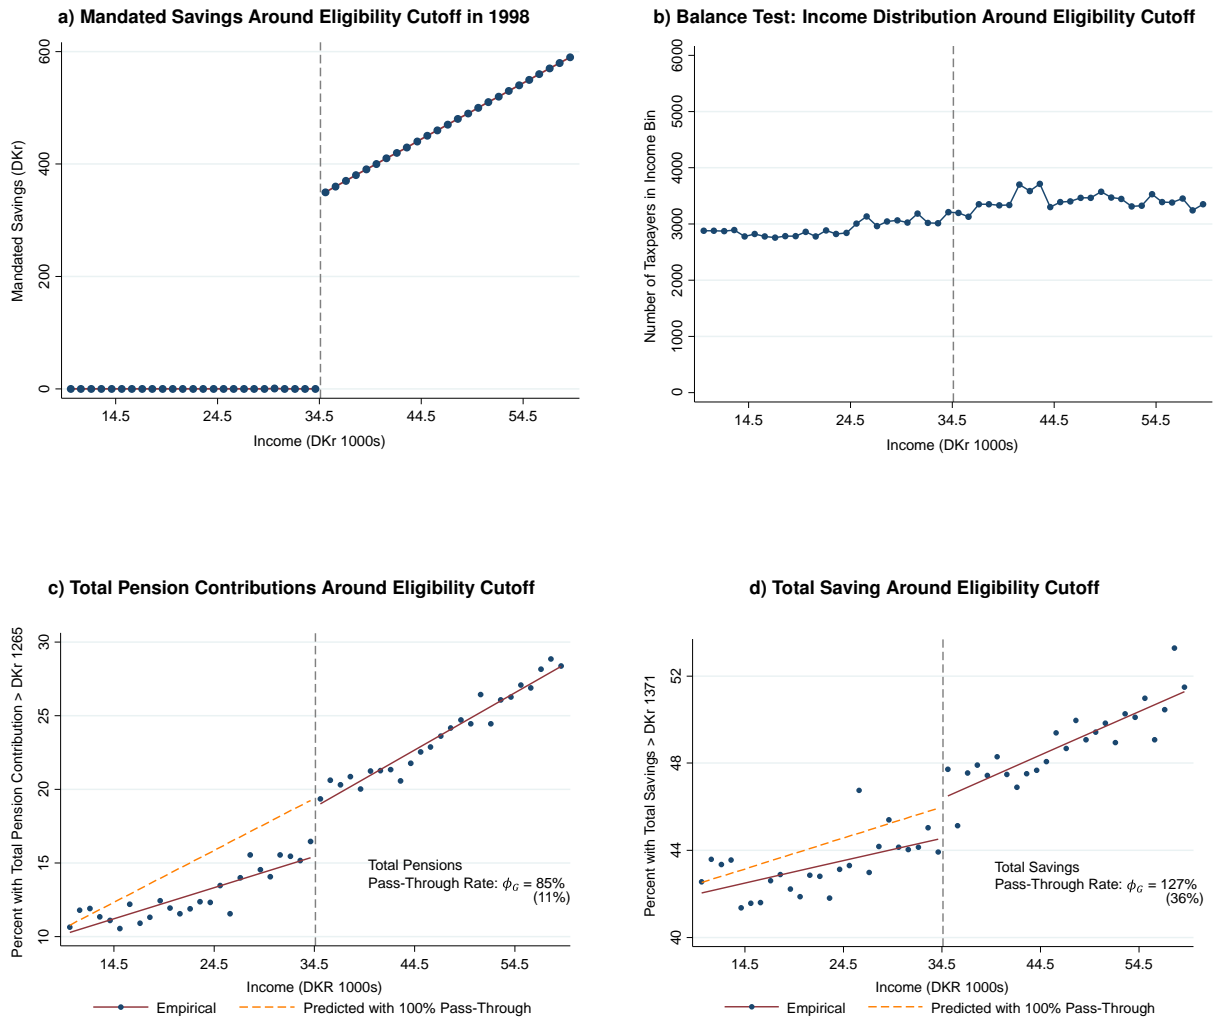 a) Mandated Savings Around Eligibility Cutoff in 1998
Mandated Savings (DKr)
600
400
200
0
14.5 24.5 34.5 44.5 54.5
Income (DKr 1000s)
b) Balance Test: Income Distribution Around Eligibility Cutoff
Number of Taxpayers in Income Bin
6000
5000
4000
3000
2000
1000
0
14.5 24.5 34.5 44.5 54.5
Income (DKr 1000s)
c) Total Pension Contributions Around Eligibility Cutoff
Percent with Total Pension Contribution > DKr 1265
30
25
20
15
10
Total Pensions
Pass-Through Rate: ϕG = 85%
(11%)
14.5 24.5 34.5 44.5 54.5
Income (DKR 1000s)
Empirical Predicted with 100% Pass-Through
d) Total Saving Around Eligibility Cutoff
Percent with Total Savings > DKr 1371
52
48
44
40
Total Savings
Pass-Through Rate: ϕG = 127%
(36%)
14.5 24.5 34.5 44.5 54.5
Income (DKR 1000s)
Empirical Predicted with 100% Pass-Through